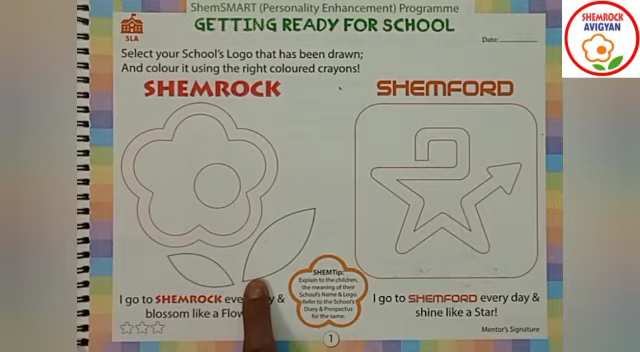 ShemSMART (Personality Enhancement) Programme
GETTING READY FOR SCHOOL
SLA
Date:
SHEMROCK
AVIGYAN
Select your School's Logo that has been drawn;
And colour it using the right coloured crayons!
SHEMROCK
SHEMFORD
SHEMTip:
Explain to the children,
the meaning of their
School's Name & Logo.
Refer to the School's
Diary & Prospectus
for the same.
I go to SHEMROCK every day &
blossom like a
I go to SHEMFORD every day &
shine like a Star!
Mentor's Signature
1